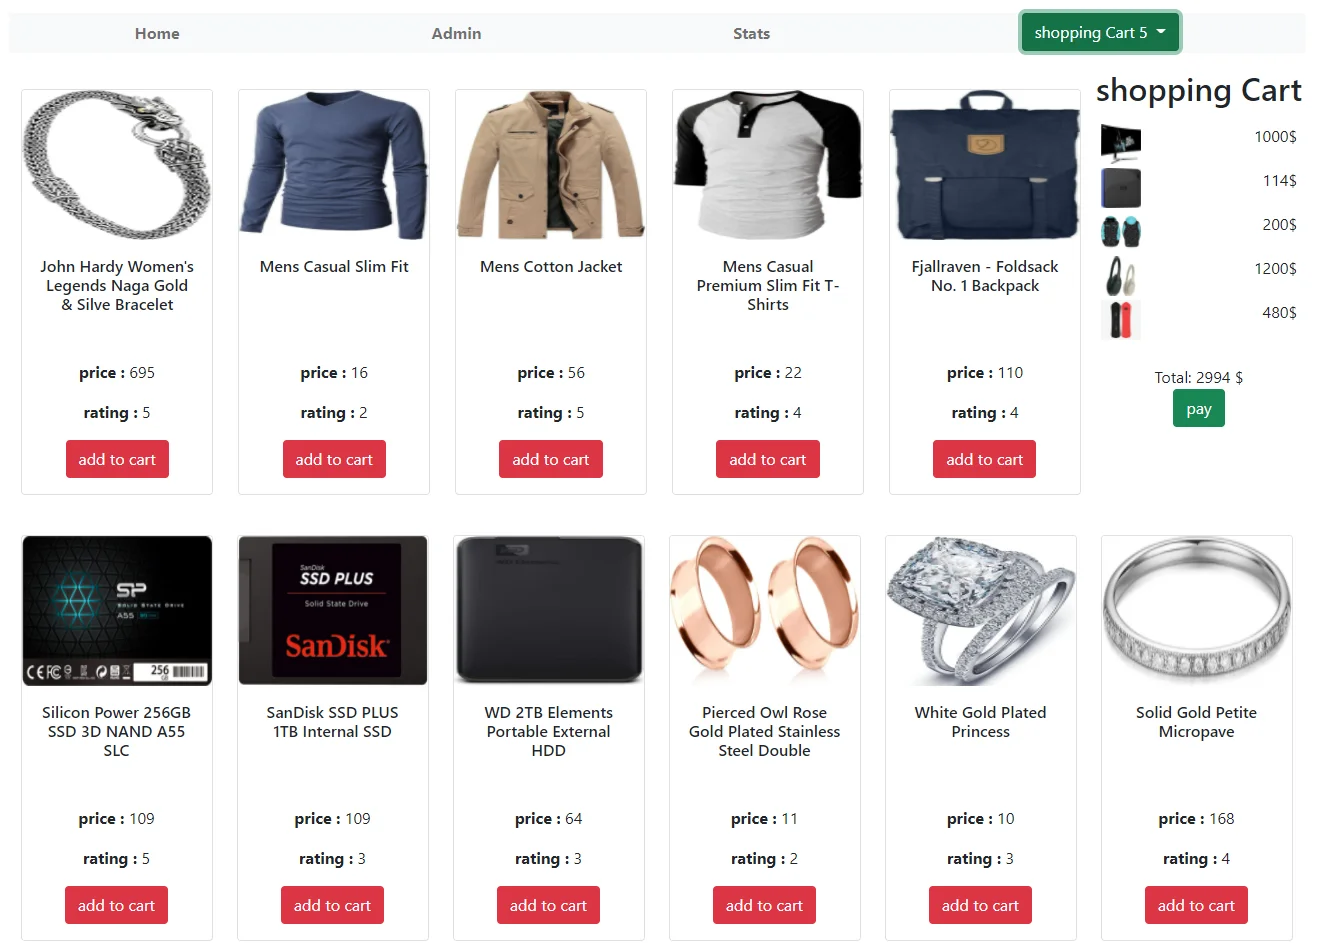 Home
Admin
Stats
shopping Cart 5
shopping Cart
1000$
114$
200$
1200$
480$
Total: 2994 $
pay
John Hardy Women's
Legends Naga Gold
& Silve Bracelet
price : 695
rating : 5
add to cart
Mens Casual Slim Fit
price : 16
rating : 2
add to cart
Mens Cotton Jacket
price : 56
rating : 5
add to cart
Mens Casual
Premium Slim Fit T-
Shirts
price : 22
rating : 4
add to cart
Fjallraven - Foldsack
No. 1 Backpack
price : 110
rating : 4
add to cart
SP
SOLID STATE DRIVE
A55
256
GB
Silicon Power 256GB
SSD 3D NAND A55
SLC
price : 109
rating : 5
add to cart
SanDisk
SSD PLUS
Solid State Drive
SanDisk
SanDisk SSD PLUS
1TB Internal SSD
price : 109
rating : 3
add to cart
WD 2TB Elements
Portable External
HDD
price : 64
rating : 3
add to cart
Pierced Owl Rose
Gold Plated Stainless
Steel Double
price : 11
rating : 2
add to cart
White Gold Plated
Princess
price : 10
rating : 3
add to cart
Solid Gold Petite
Micropave
price : 168
rating : 4
add to cart